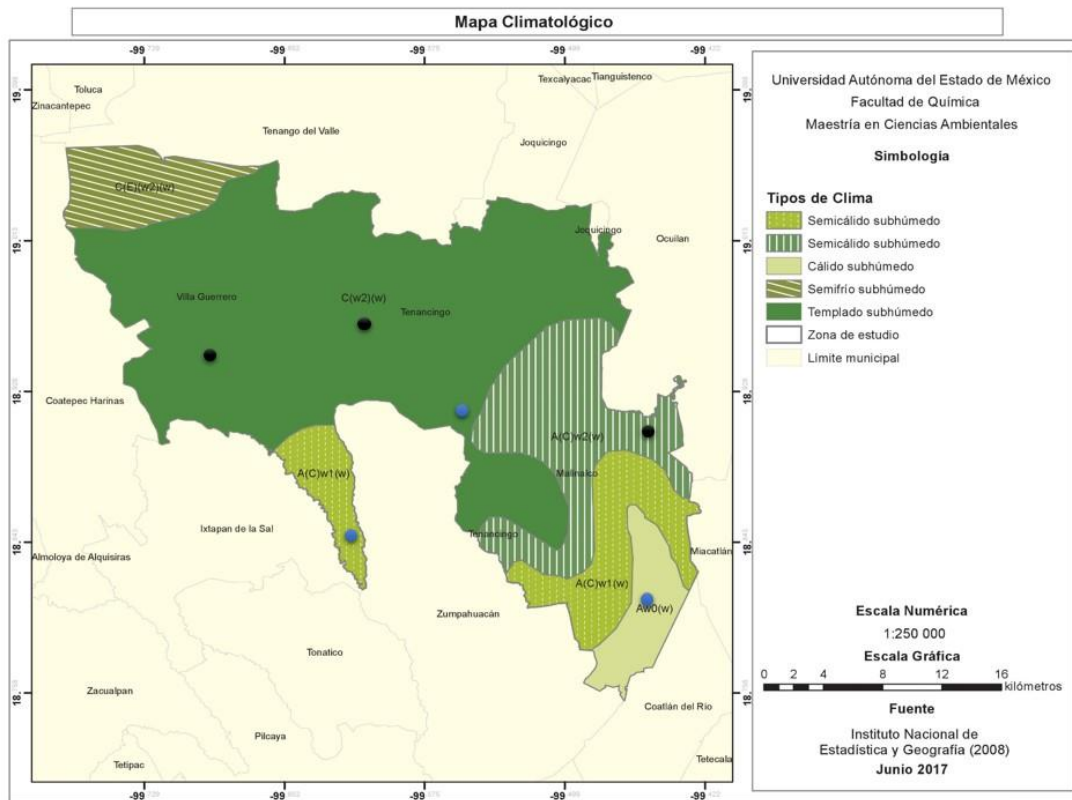 Mapa Climatológico
-99
-99
-99
-99
-99
19.
19.
18.
18.
18.
Toluca
Zinacantepec
Texcalyacac
Tianguistenco
Tenango del Valle
Joquicingo
C(E)(w2)(w)
Joquicingo
Ocuilan
Villa Guerrero
C(w2)(w)
Tenancingo
Coatepec Harinas
A(C)w2(w)
A(C)w1(w)
Malinalco
Ixtapan de la Sal
Tenancingo
Almoloya de Alquisiras
Miacatlán
A(C)w1(w)
Aw0(w)
Zumpahuacán
Tonatico
Zacualpan
Coatlán del Río
Pilcaya
Tetipac
Tetecala
-99
-99
-99
-99
-99
Universidad Autónoma del Estado de México
Facultad de Química
Maestría en Ciencias Ambientales
Simbología
Tipos de Clima
Semicálido subhúmedo
Semicálido subhúmedo
Cálido subhúmedo
Semifrío subhúmedo
Templado subhúmedo
Zona de estudio
Límite municipal
Escala Numérica
1:250 000
Escala Gráfica
0 2 4 8 12 16
kilómetros
Fuente
Instituto Nacional de
Estadística y Geografía (2008)
Junio 2017